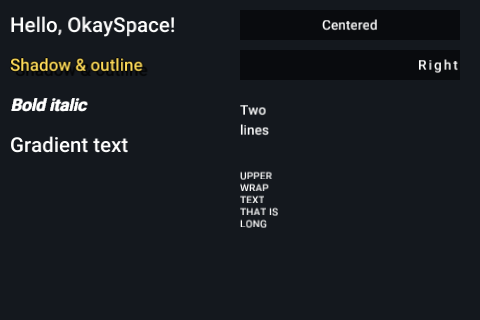 Hello, OkaySpace!
Shadow & outline
Bold italic
Gradient text
Centered
Right
Two
lines
UPPER
WRAP
TEXT
THAT IS
LONG